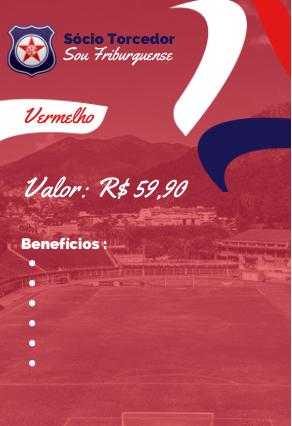 Sócio Torcedor
Sou Friburguense
Vermelho
Valor: R$ 59,90
Benefícios :